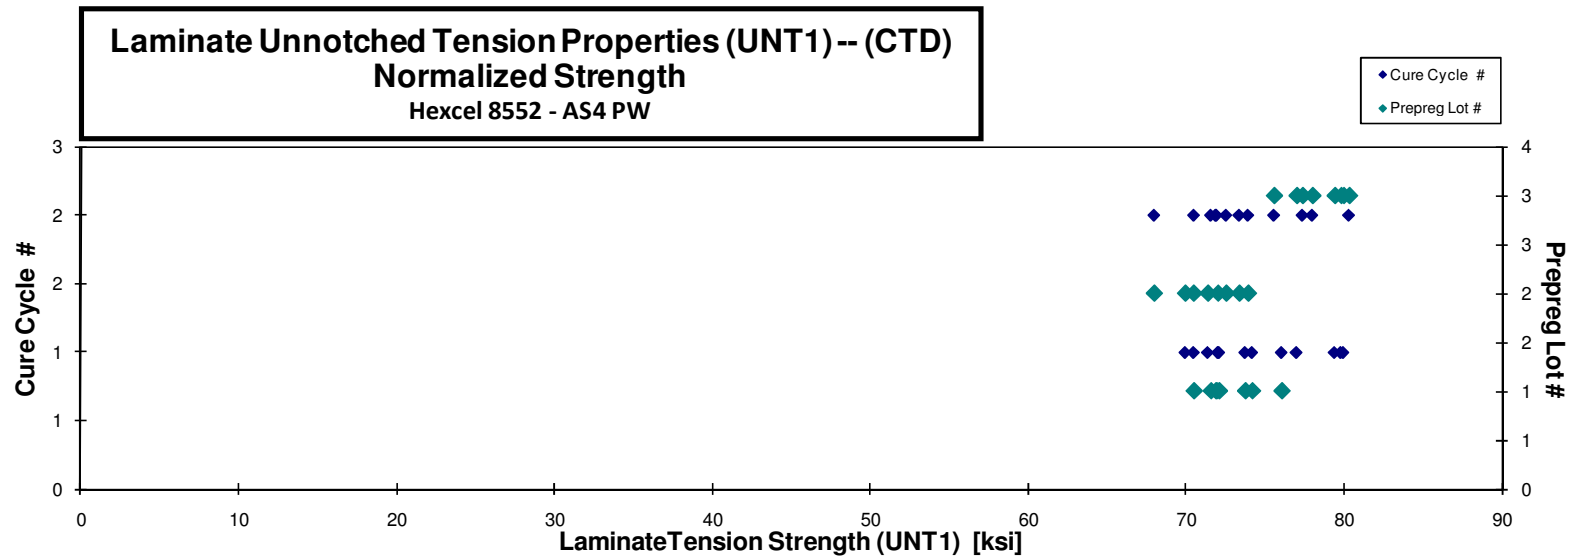 Laminate Unnotched Tension Properties (UNT1) -- (CTD)
Normalized Strength
Hexcel 8552 - AS4 PW
Cure Cycle #
Prepreg Lot #
3
2
2
1
1
0
Cure Cycle #
4
3
3
2
2
1
1
0
Prepreg Lot #
0 10 20 30 40 50 60 70 80 90
Laminate Tension Strength (UNT1) [ksi]